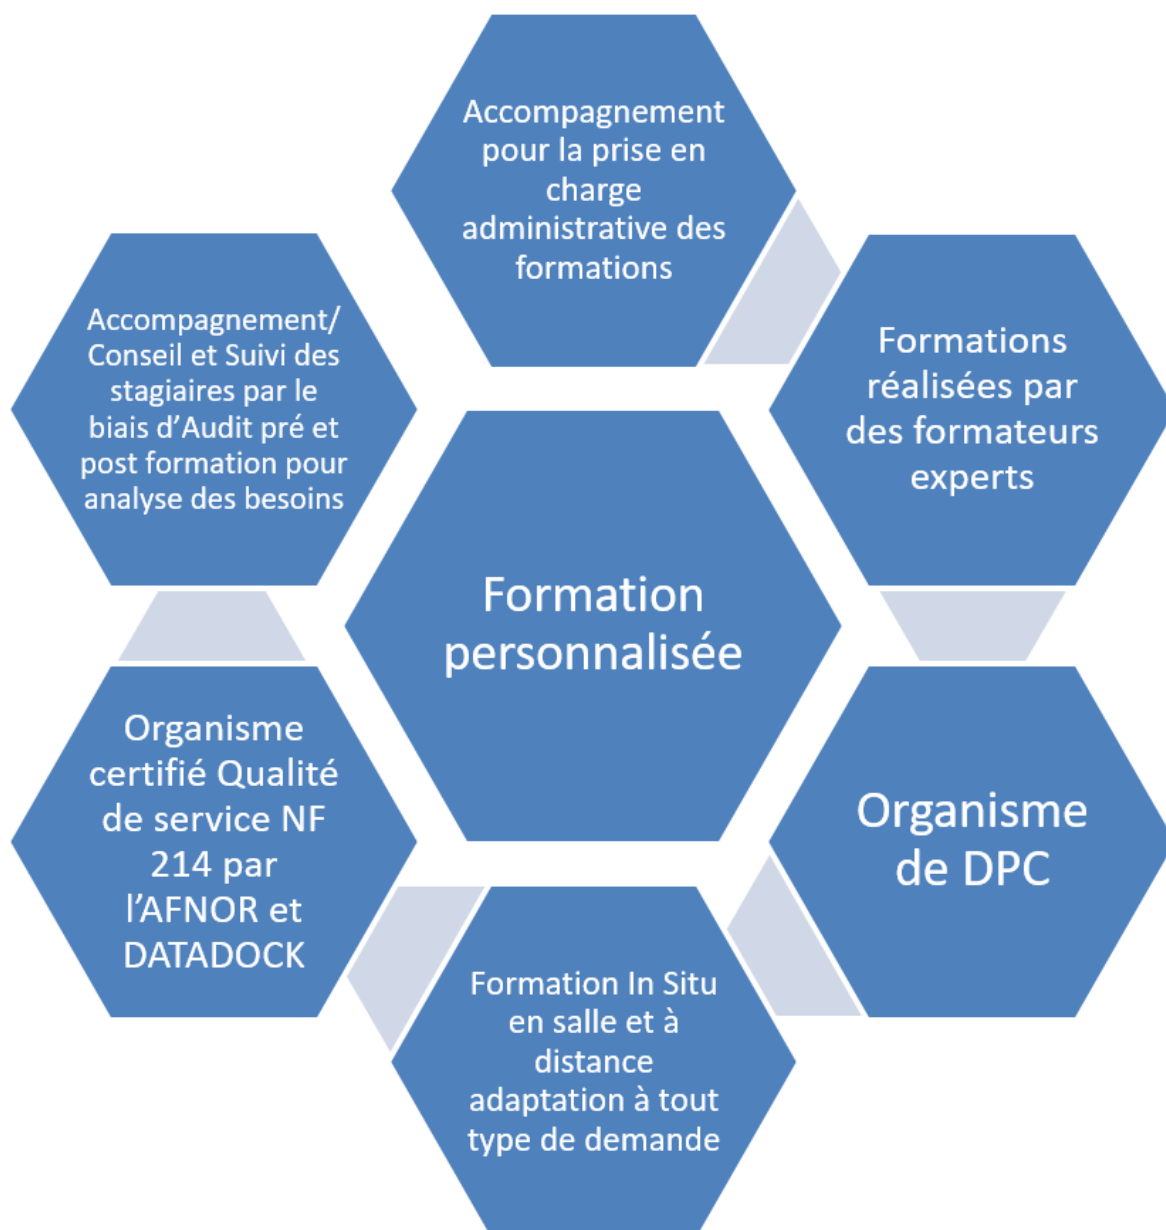 Accompagnement
pour la prise en
charge
administrative des
formations
Formations
réalisées par
des formateurs
experts
Organisme
de DPC
Formation In Situ
en salle et à
distance
adaptation à tout
type de demande
Organisme
certifié Qualité
de service NF
214 par
l’AFNOR et
DATADOCK
Accompagnement/
Conseil et Suivi des
stagiaires par le
biais d’Audit pré et
post formation pour
analyse des besoins
Formation
personnalisée